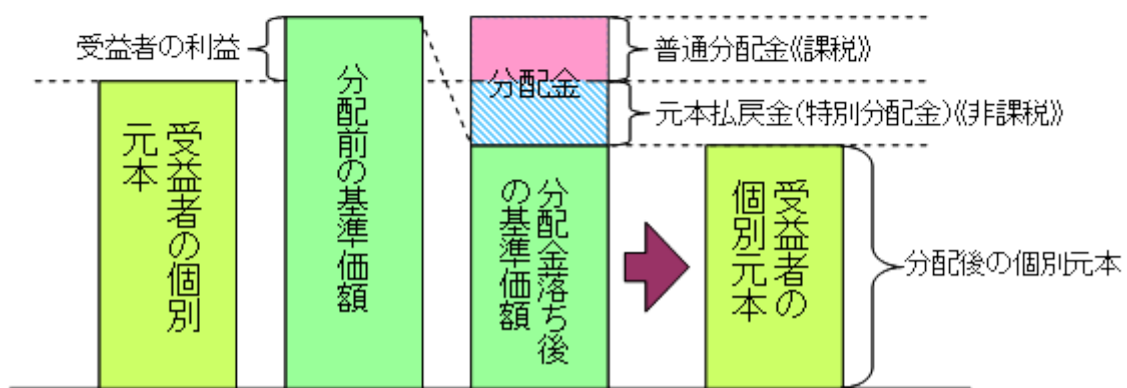 受益者の利益
受益者の個別
元本
分配前の基準価額
分配金
普通分配金《課税》
元本払戻金(特別分配金)《非課税》
分配金落ち後
の基準価額
受益者の
個別元本
分配後の個別元本